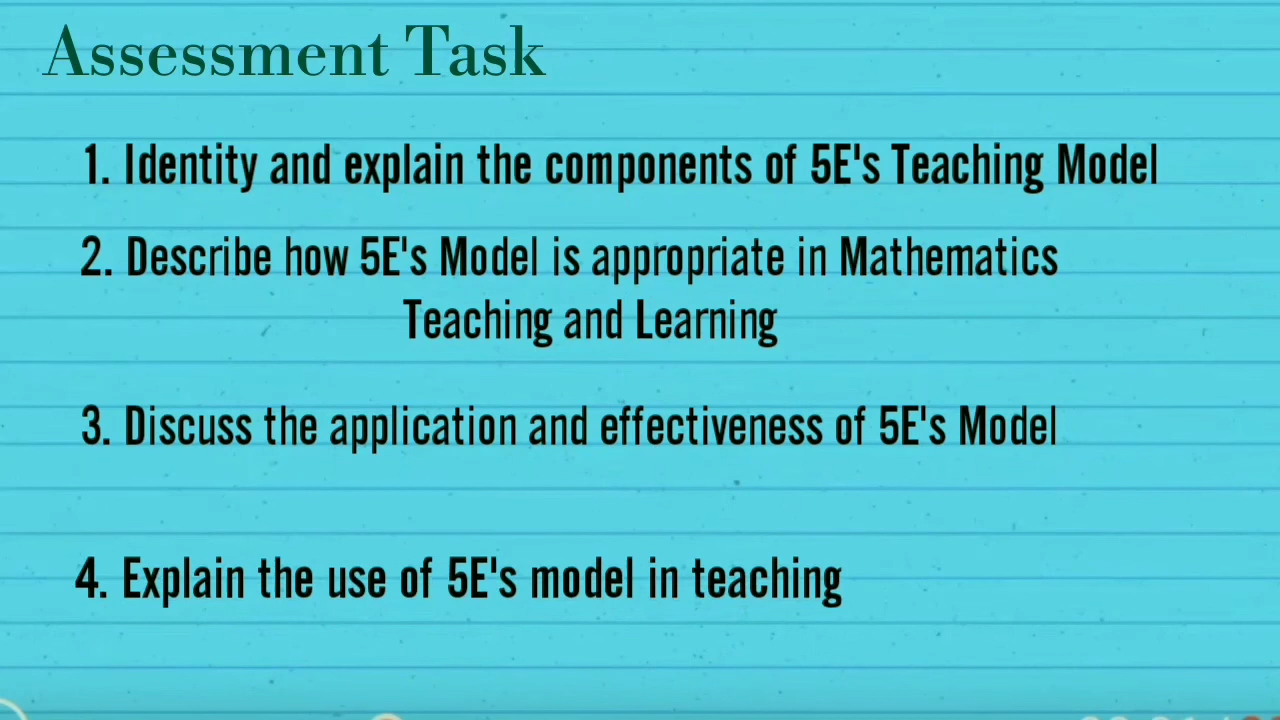 Assessment Task
1. Identity and explain the components of 5E's Teaching Model
2. Describe how 5E's Model is appropriate in Mathematics
Teaching and Learning
3. Discuss the application and effectiveness of 5E's Model
4. Explain the use of 5E's model in teaching